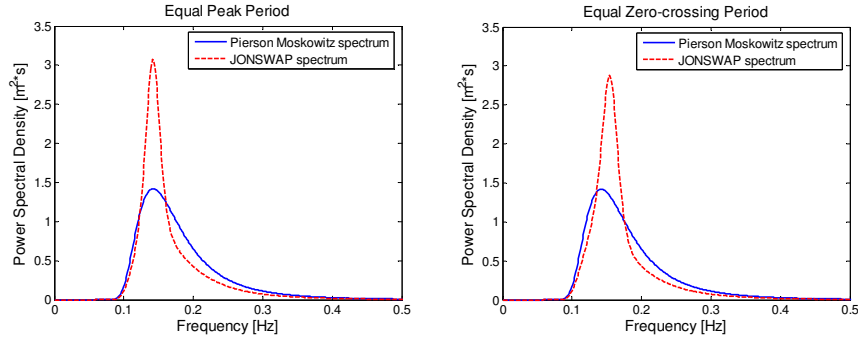 Equal Peak Period
Pierson Moskowitz spectrum
JONSWAP spectrum
Power Spectral Density [m²*s]
3.5
3
2.5
2
1.5
1
0.5
0
0 0.1 0.2 0.3 0.4 0.5
Frequency [Hz]
Equal Zero-crossing Period
Pierson Moskowitz spectrum
JONSWAP spectrum
Power Spectral Density [m²*s]
3.5
3
2.5
2
1.5
1
0.5
0
0 0.1 0.2 0.3 0.4 0.5
Frequency [Hz]